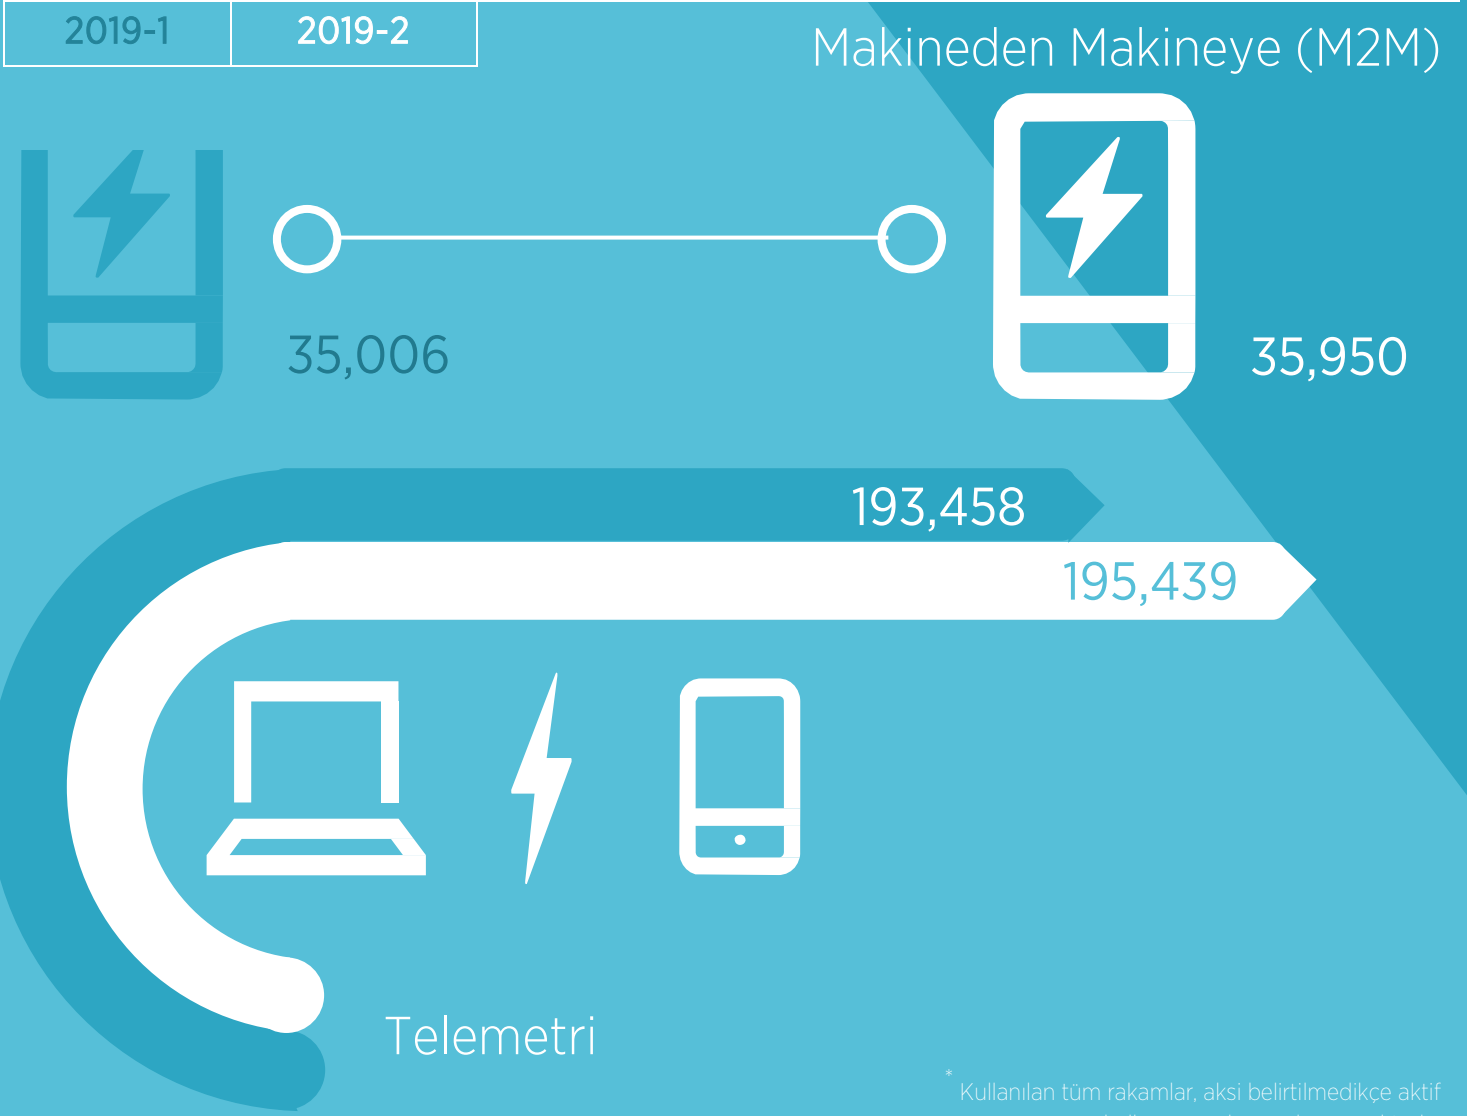 2019-1 2019-2
Makineden Makineye (M2M)
35,006
35,950
193,458
195,439
Telemetri
* Kullanılan tüm rakamlar, aksi belirtilmedikçe aktif